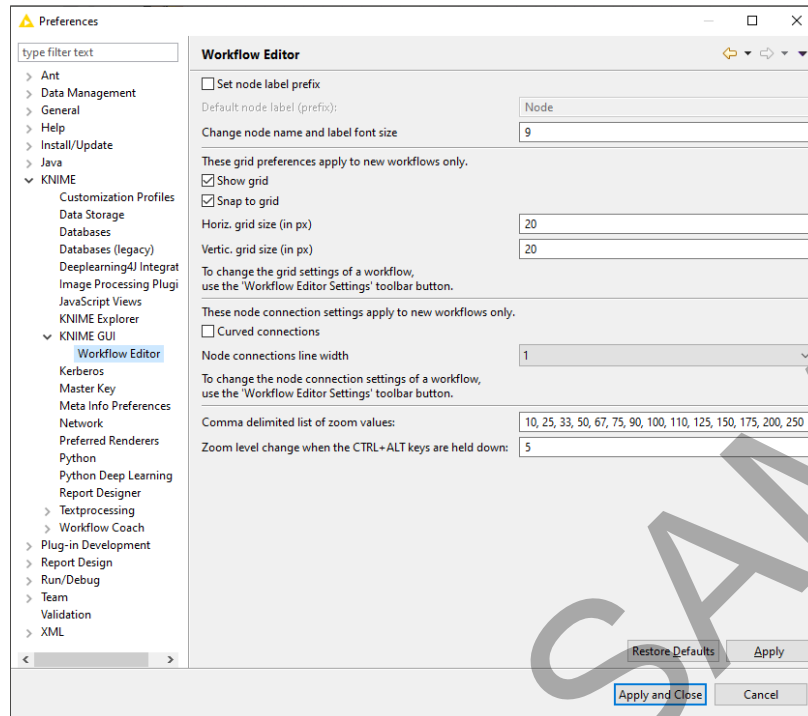 Preferences
type filter text
Ant
Data Management
General
Help
Install/Update
Java
KNIME
Customization Profiles
Data Storage
Databases
Databases (legacy)
Deeplearning4J Integrat
Image Processing Plugi
JavaScript Views
KNIME Explorer
KNIME GUI
Workflow Editor
Kerberos
Master Key
Meta Info Preferences
Network
Preferred Renderers
Python
Python Deep Learning
Report Designer
Textprocessing
Workflow Coach
Plug-in Development
Report Design
Run/Debug
Team
Validation
XML
Workflow Editor
Set node label prefix
Default node label (prefix): Node
Change node name and label font size 9
These grid preferences apply to new workflows only.
Show grid
Snap to grid
Horiz. grid size (in px) 20
Vertic. grid size (in px) 20
To change the grid settings of a workflow,
use the 'Workflow Editor Settings' toolbar button.
These node connection settings apply to new workflows only.
Curved connections
Node connections line width 1
To change the node connection settings of a workflow,
use the 'Workflow Editor Settings' toolbar button.
Comma delimited list of zoom values: 10, 25, 33, 50, 67, 75, 90, 100, 110, 125, 150, 175, 200, 250
Zoom level change when the CTRL+ALT keys are held down: 5
Restore Defaults Apply
Apply and Close Cancel
SAM